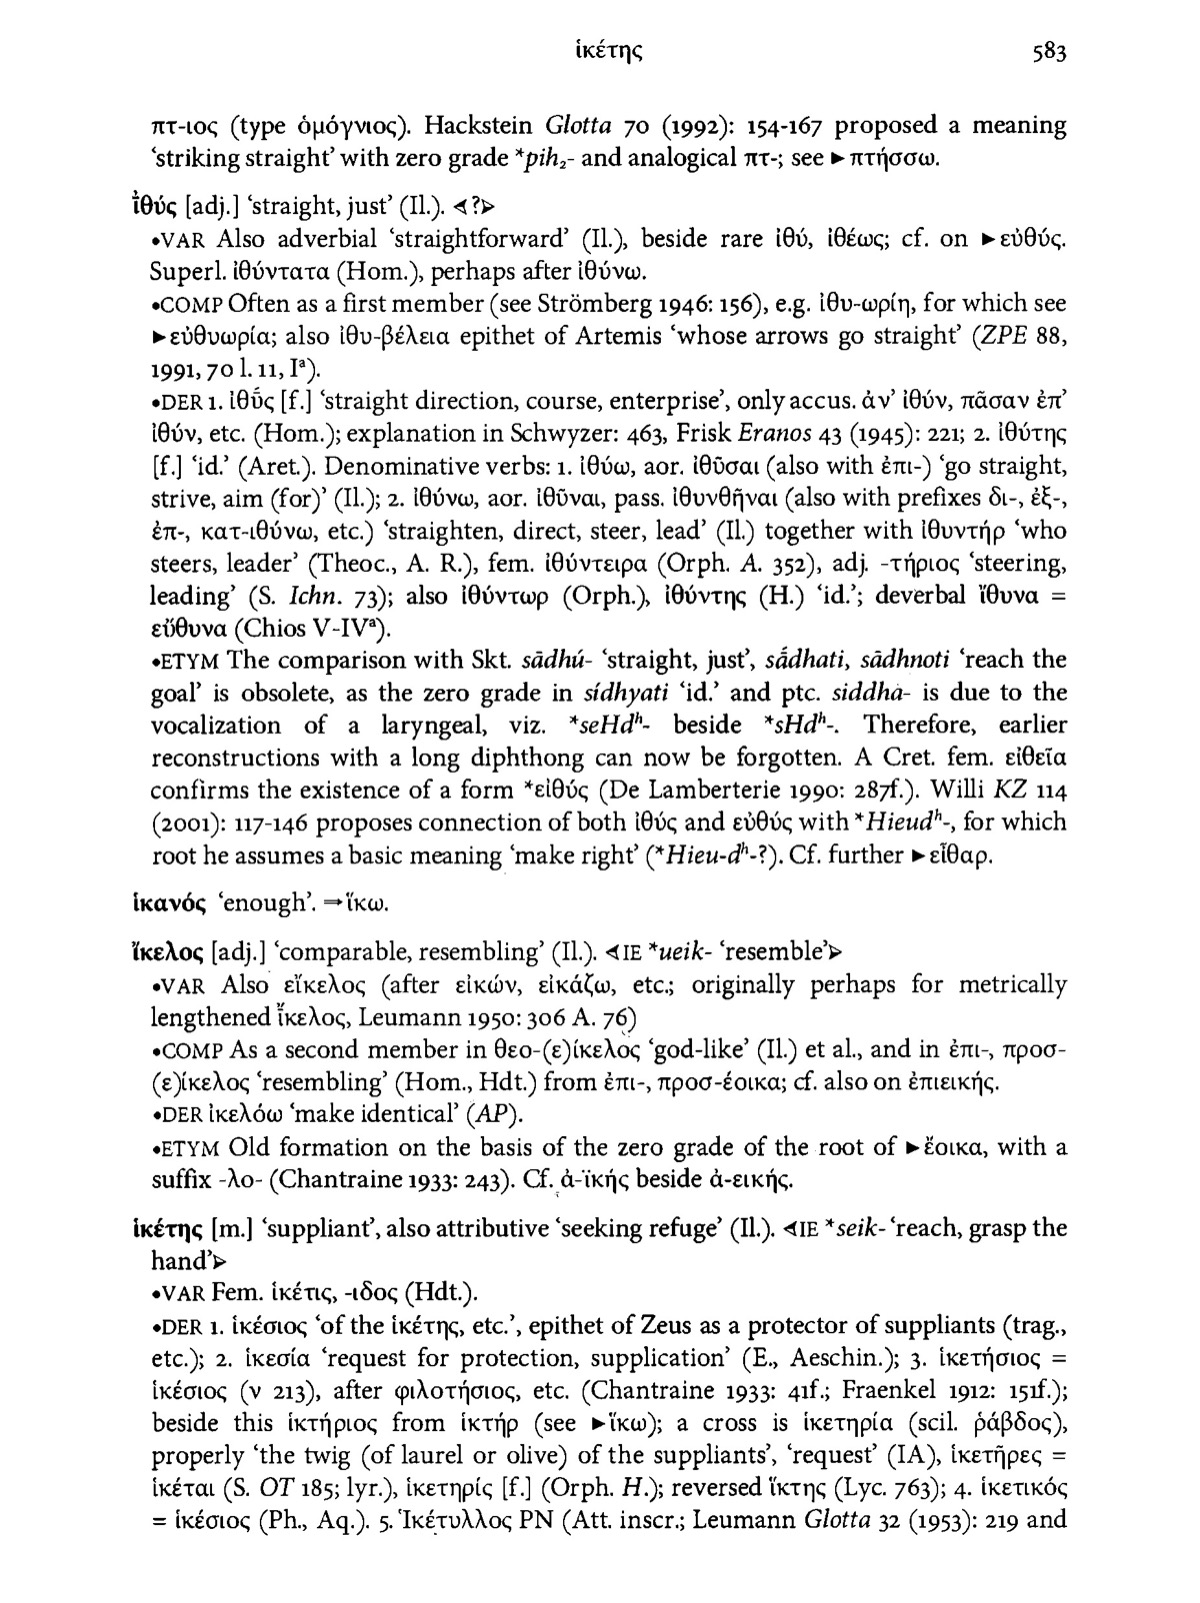 ἱκέτης 583
πτ-ιος (type ὁμόγνιος). Hackstein Glotta 70 (1992): 154-167 proposed a meaning
‘striking straight’ with zero grade *pih₂- and analogical πτ-; see ►πτήσσω.
ἰ̄θύς [adj.] ‘straight, just’ (Il.). ⊲?⊳
•VAR Also adverbial ‘straightforward’ (Il.), beside rare ἰθύ, ἰθέως; cf. on ►εὐθύς.
Superl. ἰθύντατα (Hom.), perhaps after ἰθύνω.
•COMP Often as a first member (see Strömberg 1946: 156), e.g. ἰθυ-ωρίη, for which see
►εὐθυωρία; also ἰθυ-βέλεια epithet of Artemis ‘whose arrows go straight’ (ZPE 88,
1991, 70 l. 11, Iᵃ).
•DER 1. ἰθῡ́ς [f.] ‘straight direction, course, enterprise’, only accus. ἀν’ ἰθύν, πᾶσαν ἐπ’
ἰθύν, etc. (Hom.); explanation in Schwyzer: 463, Frisk Eranos 43 (1945): 221; 2. ἰθύτης
[f.] ‘id.’ (Aret.). Denominative verbs: 1. ἰθύω, aor. ἰθῦσαι (also with ἐπι-) ‘go straight,
strive, aim (for)’ (Il.); 2. ἰθύνω, aor. ἰθῦναι, pass. ἰθυνθῆναι (also with prefixes δι-, ἐξ-,
ἐπ-, κατ-ιθύνω, etc.) ‘straighten, direct, steer, lead’ (Il.) together with ἰθυντήρ ‘who
steers, leader’ (Theoc., A. R.), fem. ἰθύντειρα (Orph. A. 352), adj. -τήριος ‘steering,
leading’ (S. Ichn. 73); also ἰθύντωρ (Orph.), ἰθύντης (H.) ‘id.’; deverbal ἴθυνα =
εὔθυνα (Chios V-IVᵃ).
•ETYM The comparison with Skt. sādhú- ‘straight, just’, sā́dhati, sādhnoti ‘reach the
goal’ is obsolete, as the zero grade in sídhyati ‘id.’ and ptc. siddhá- is due to the
vocalization of a laryngeal, viz. *seHdʰ- beside *sHdʰ-. Therefore, earlier
reconstructions with a long diphthong can now be forgotten. A Cret. fem. εἰθεῖα
confirms the existence of a form *εἰθύς (De Lamberterie 1990: 287f.). Willi KZ 114
(2001): 117-146 proposes connection of both ἰθύς and εὐθύς with *Hieudʰ-, for which
root he assumes a basic meaning ‘make right’ (*Hieu-dʰ-?). Cf. further ►εἶθαρ.
ἱκανός ‘enough’. ⇒ἵκω.
ἴκελος [adj.] ‘comparable, resembling’ (Il.). ⊲IE *ueik- ‘resemble’⊳
•VAR Also εἴκελος (after εἰκών, εἰκάζω, etc.; originally perhaps for metrically
lengthened ἴ̄κελος, Leumann 1950: 306 A. 76)
•COMP As a second member in θεο-(ε)ίκελος ‘god-like’ (Il.) et al., and in ἐπι-, προσ-
(ε)ίκελος ‘resembling’ (Hom., Hdt.) from ἐπι-, προσ-έοικα; cf. also on ἐπιεικής.
•DER ἰκελόω ‘make identical’ (AP).
•ETYM Old formation on the basis of the zero grade of the root of ►ἔοικα, with a
suffix -λο- (Chantraine 1933: 243). Cf. ἀ-ϊκής beside ἀ-εικής.
ἱκέτης [m.] ‘suppliant’, also attributive ‘seeking refuge’ (Il.). ⊲IE *seik- ‘reach, grasp the
hand’⊳
•VAR Fem. ἱκέτις, -ιδος (Hdt.).
•DER 1. ἱκέσιος ‘of the ἱκέτης, etc.’, epithet of Zeus as a protector of suppliants (trag.,
etc.); 2. ἱκεσία ‘request for protection, supplication’ (E., Aeschin.); 3. ἱκετήσιος =
ἱκέσιος (ν 213), after φιλοτήσιος, etc. (Chantraine 1933: 41f.; Fraenkel 1912: 151f.);
beside this ἱκτήριος from ἱκτήρ (see ►ἵκω); a cross is ἱκετηρία (scil. ῥάβδος),
properly ‘the twig (of laurel or olive) of the suppliants’, ‘request’ (IA), ἱκετῆρες =
ἱκέται (S. OT 185; lyr.), ἱκετηρίς [f.] (Orph. H.); reversed ἵκτης (Lyc. 763); 4. ἱκετικός
= ἱκέσιος (Ph., Aq.). 5. Ἱκέτυλλος PN (Att. inscr.; Leumann Glotta 32 (1953): 219 and